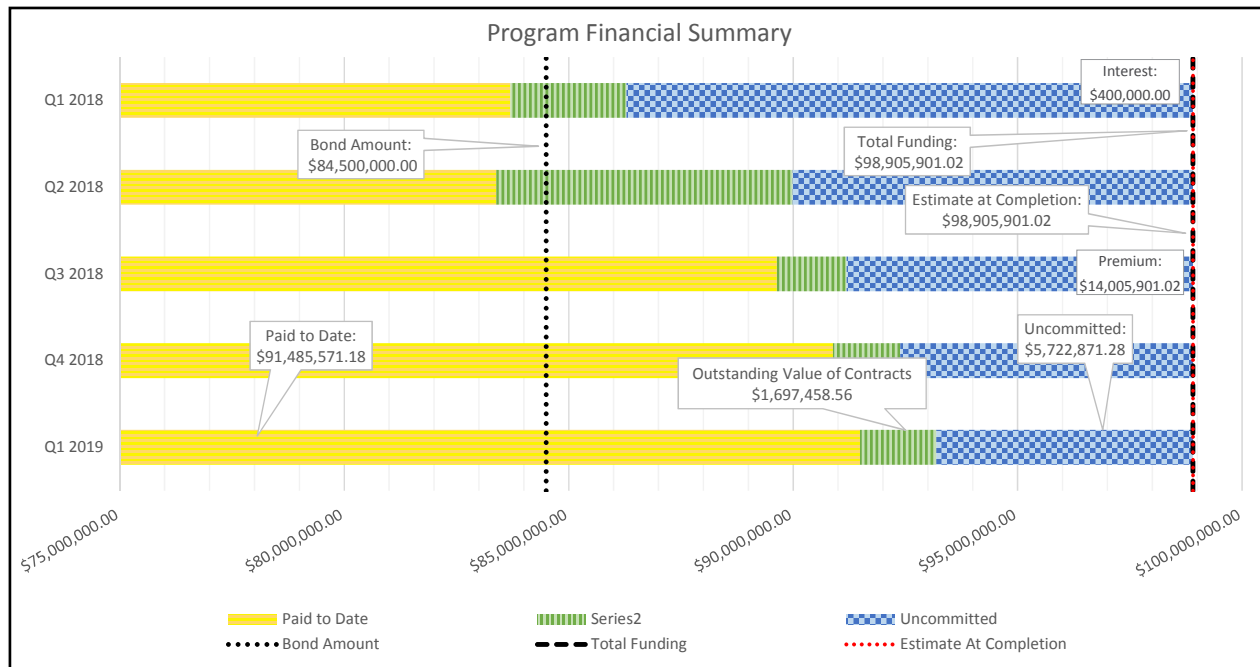 Program Financial Summary
Q1 2018
Interest:
$400,000.00
Bond Amount:
$84,500,000.00
Total Funding:
$98,905,901.02
Q2 2018
Estimate at Completion:
$98,905,901.02
Q3 2018
Premium:
$14,005,901.02
Paid to Date:
$91,485,571.18
Uncommitted:
$5,722,871.28
Q4 2018
Outstanding Value of Contracts
$1,697,458.56
Q1 2019
$75,000,000.00
$80,000,000.00
$85,000,000.00
$90,000,000.00
$95,000,000.00
$100,000,000.00
Paid to Date
Series2
Uncommitted
Bond Amount
Total Funding
Estimate At Completion